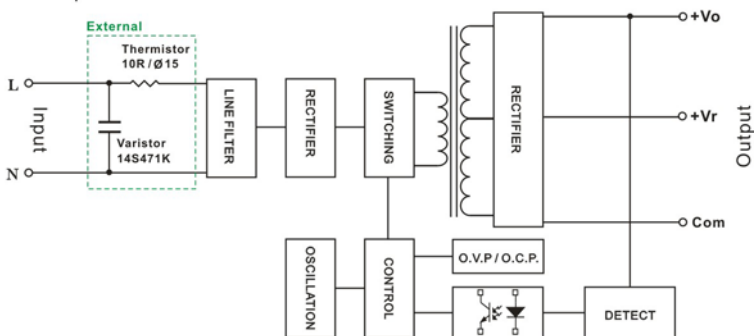 External
Thermistor
10R / Ø15
L
Input
N
Varistor
14S471K
LINE FILTER
RECTIFIER
SWITCHING
RECTIFIER
+Vo
+Vr
Output
Com
OSCILLATION
CONTROL
O.V.P / O.C.P.
DETECT